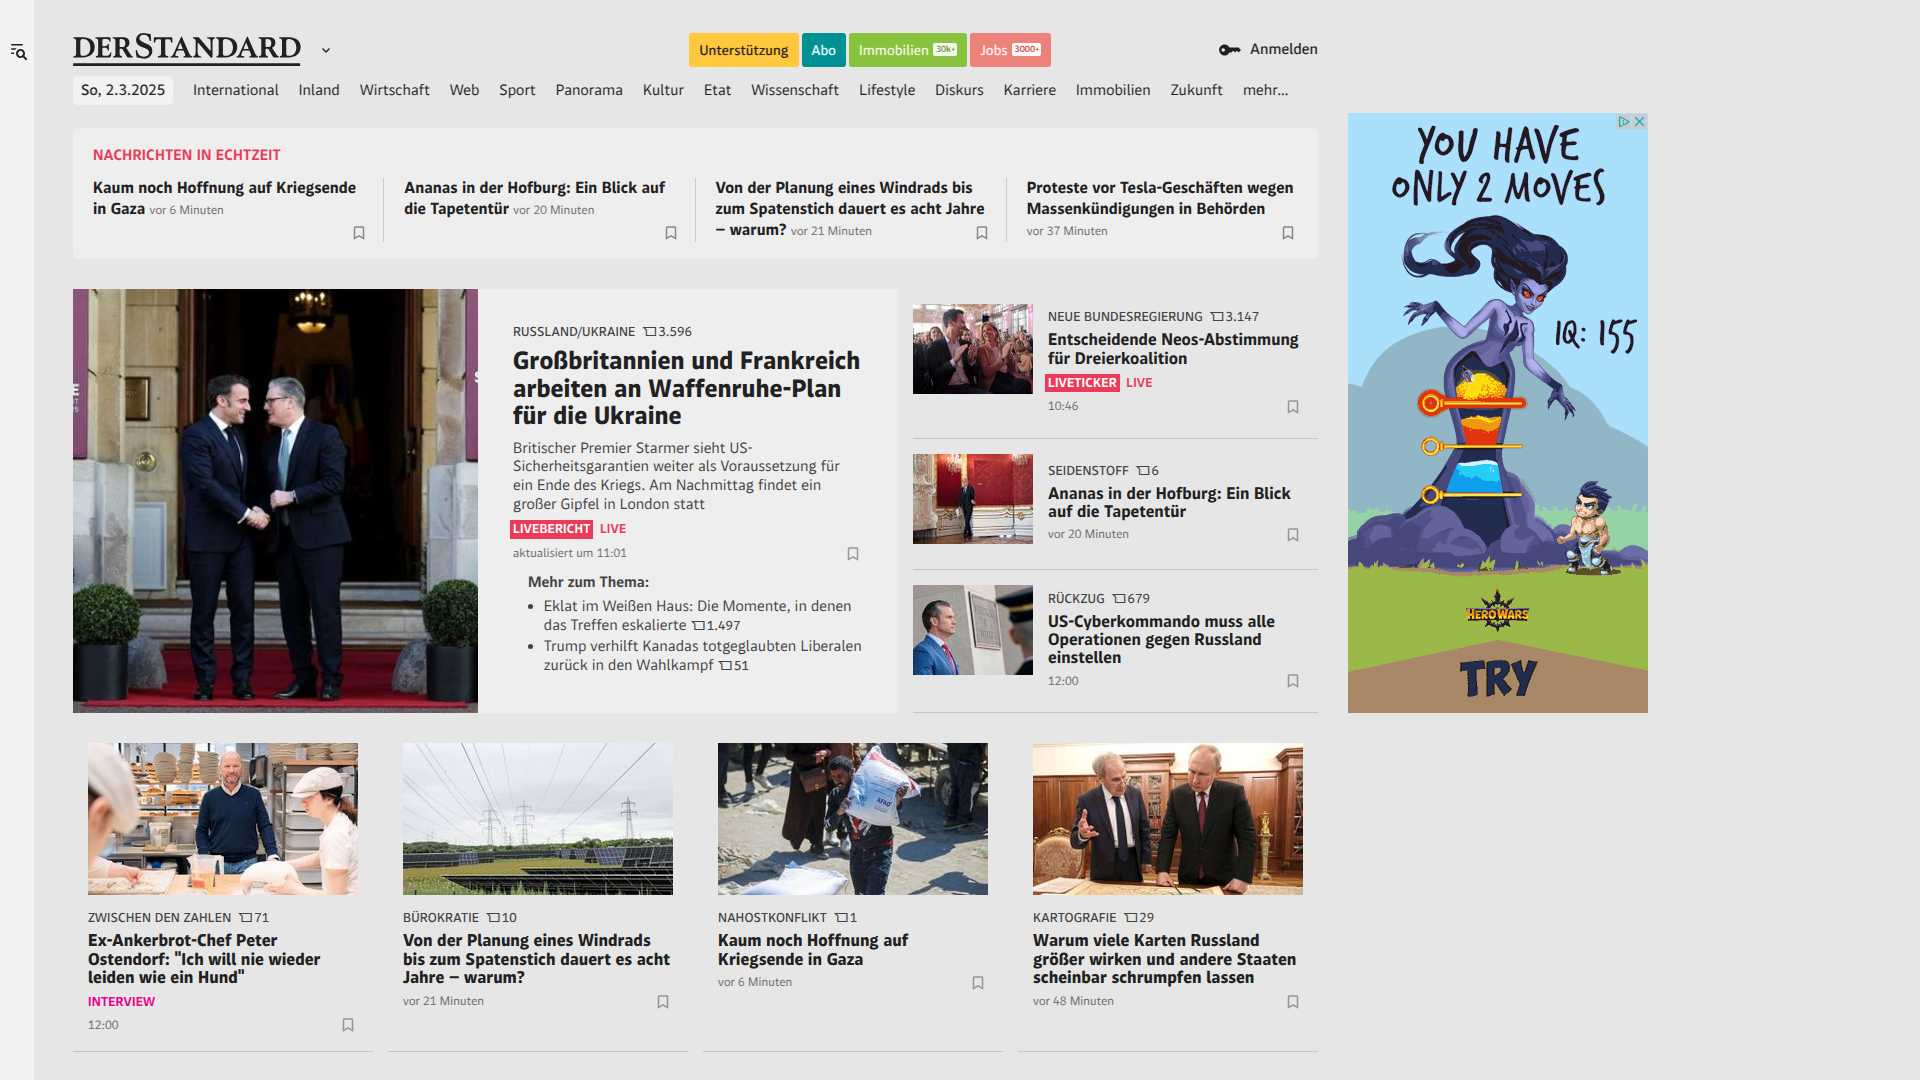 DERSTANDARD
Unterstützung
Abo
Immobilien 30k+
Jobs 3000+
Anmelden
So, 2.3.2025
International
Inland
Wirtschaft
Web
Sport
Panorama
Kultur
Etat
Wissenschaft
Lifestyle
Diskurs
Karriere
Immobilien
Zukunft
mehr...
NACHRICHTEN IN ECHTZEIT
Kaum noch Hoffnung auf Kriegsende
in Gaza vor 6 Minuten
Ananas in der Hofburg: Ein Blick auf
die Tapetentür vor 20 Minuten
Von der Planung eines Windrads bis
zum Spatenstich dauert es acht Jahre
– warum? vor 21 Minuten
Proteste vor Tesla-Geschäften wegen
Massenkündigungen in Behörden
vor 37 Minuten
RUSSLAND/UKRAINE 3.596
Großbritannien und Frankreich
arbeiten an Waffenruhe-Plan
für die Ukraine
Britischer Premier Starmer sieht US-
Sicherheitsgarantien weiter als Voraussetzung für
ein Ende des Kriegs. Am Nachmittag findet ein
großer Gipfel in London statt
LIVEBERICHT LIVE
aktualisiert um 11:01
Mehr zum Thema:
• Eklat im Weißen Haus: Die Momente, in denen
das Treffen eskalierte 1.497
• Trump verhilft Kanadas totgeglaubten Liberalen
zurück in den Wahlkampf 51
NEUE BUNDESREGIERUNG 3.147
Entscheidende Neos-Abstimmung
für Dreierkoalition
LIVETICKER LIVE
10:46
SEIDENSTOFF 6
Ananas in der Hofburg: Ein Blick
auf die Tapetentür
vor 20 Minuten
RÜCKZUG 679
US-Cyberkommando muss alle
Operationen gegen Russland
einstellen
12:00
YOU HAVE
ONLY 2 MOVES
IQ: 155
HERO WARS
TRY
ZWISCHEN DEN ZAHLEN 71
Ex-Ankerbrot-Chef Peter
Ostendorf: "Ich will nie wieder
leiden wie ein Hund"
INTERVIEW
12:00
BÜROKRATIE 10
Von der Planung eines Windrads
bis zum Spatenstich dauert es acht
Jahre – warum?
vor 21 Minuten
AFAD
NAHOSTKONFLIKT 1
Kaum noch Hoffnung auf
Kriegsende in Gaza
vor 6 Minuten
KARTOGRAFIE 29
Warum viele Karten Russland
größer wirken und andere Staaten
scheinbar schrumpfen lassen
vor 48 Minuten